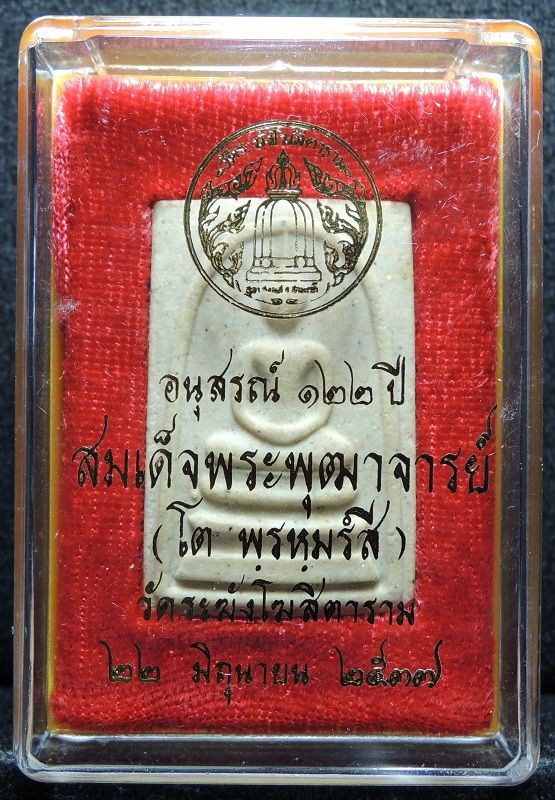 อนุสรณ์ ๑๒๒ ปี
สมเด็จพระพุฒาจารย์
(โต พฺรหฺมรํสี)
วัดระฆังโฆสิตาราม
๒๒ มิถุนายน ๒๕๓๗